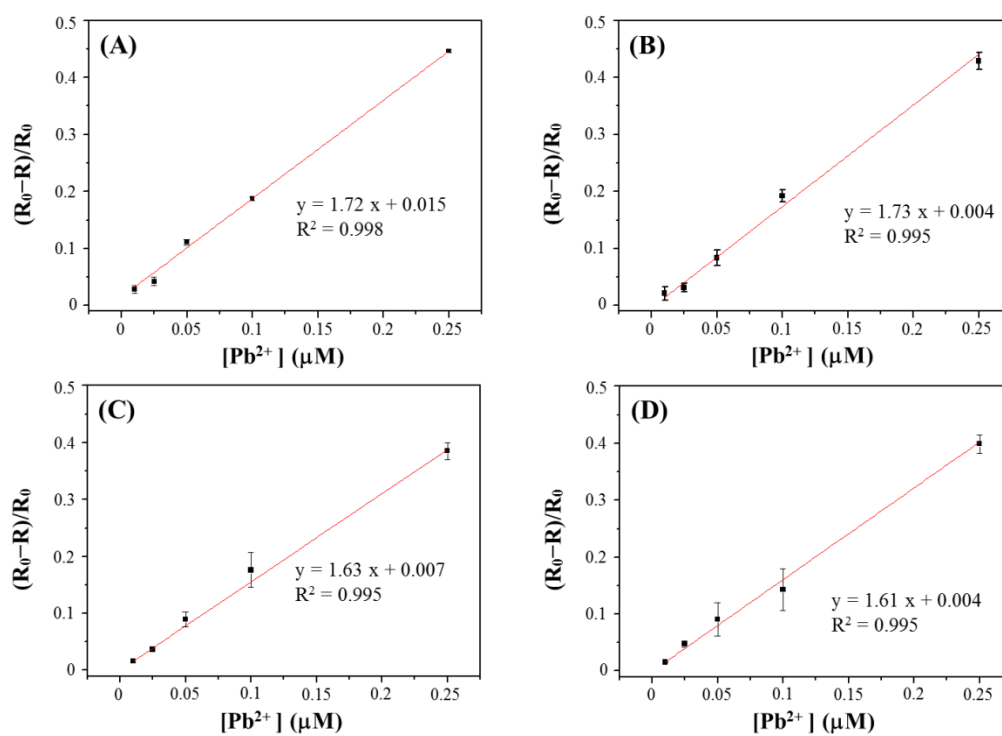 (A)
(R₀−R)/R₀
0.5
0.4
0.3
0.2
0.1
0
y = 1.72 x + 0.015
R² = 0.998
0 0.05 0.1 0.15 0.2 0.25
[Pb²⁺] (μM)
(B)
(R₀−R)/R₀
0.5
0.4
0.3
0.2
0.1
0
y = 1.73 x + 0.004
R² = 0.995
0 0.05 0.1 0.15 0.2 0.25
[Pb²⁺] (μM)
(C)
(R₀−R)/R₀
0.5
0.4
0.3
0.2
0.1
0
y = 1.63 x + 0.007
R² = 0.995
0 0.05 0.1 0.15 0.2 0.25
[Pb²⁺] (μM)
(D)
(R₀−R)/R₀
0.5
0.4
0.3
0.2
0.1
0
y = 1.61 x + 0.004
R² = 0.995
0 0.05 0.1 0.15 0.2 0.25
[Pb²⁺] (μM)